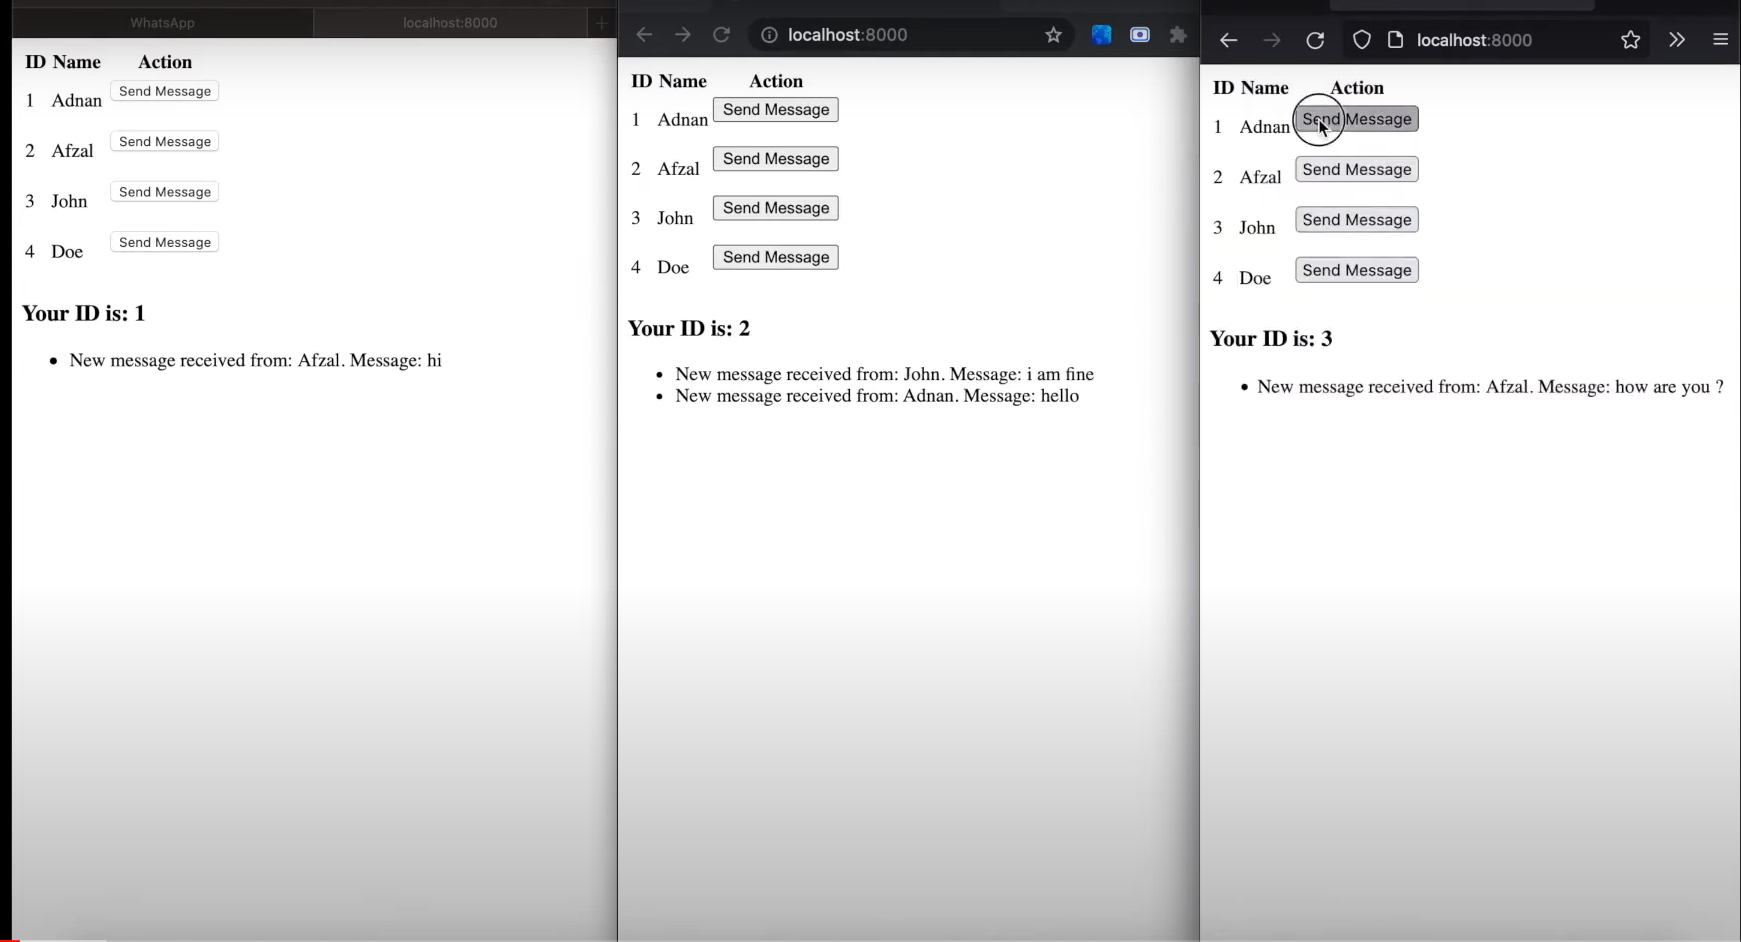 WhatsApp
localhost:8000
ID Name Action
1 Adnan Send Message
2 Afzal Send Message
3 John Send Message
4 Doe Send Message
Your ID is: 1
New message received from: Afzal. Message: hi
localhost:8000
ID Name Action
1 Adnan Send Message
2 Afzal Send Message
3 John Send Message
4 Doe Send Message
Your ID is: 2
New message received from: John. Message: i am fine
New message received from: Adnan. Message: hello
localhost:8000
ID Name Action
1 Adnan Send Message
2 Afzal Send Message
3 John Send Message
4 Doe Send Message
Your ID is: 3
New message received from: Afzal. Message: how are you ?